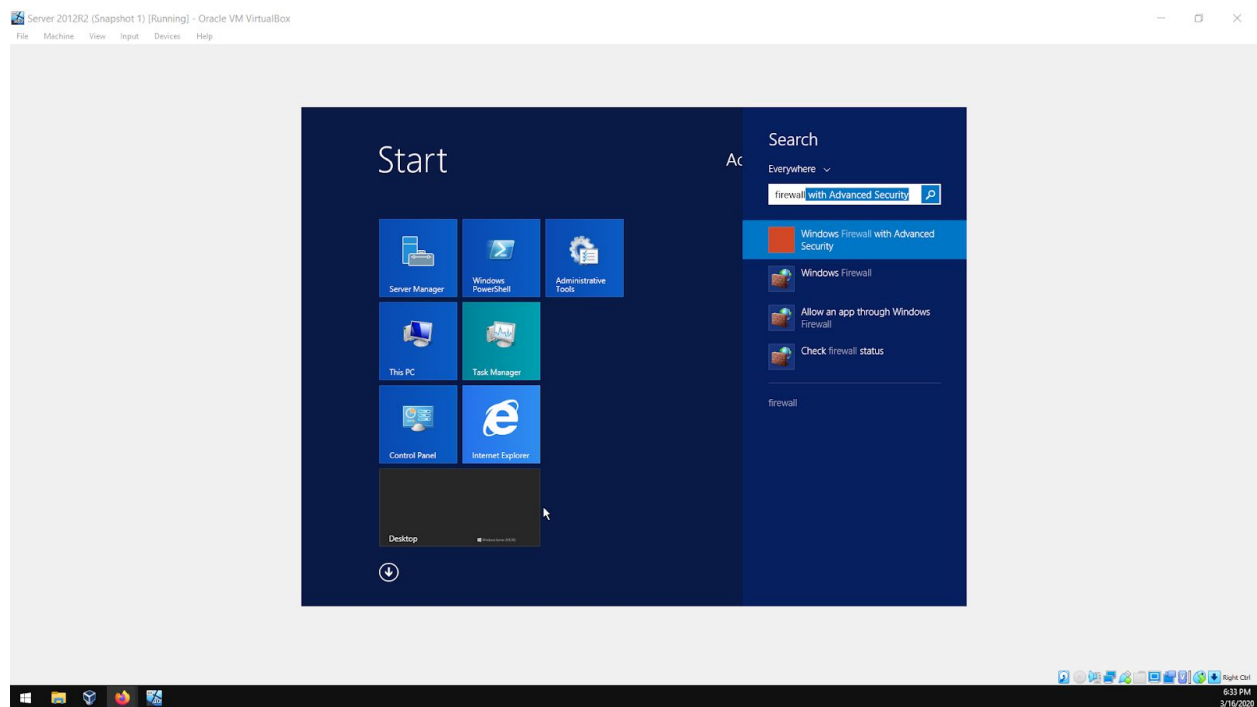 Server 2012R2 (Snapshot 1) [Running] - Oracle VM VirtualBox
File Machine View Input Devices Help
Start
Ac
Search
Everywhere
firewall with Advanced Security
Windows Firewall with Advanced
Security
Windows Firewall
Allow an app through Windows
Firewall
Check firewall status
firewall
Server Manager
Windows
PowerShell
Administrative
Tools
This PC
Task Manager
Control Panel
Internet Explorer
Desktop
Right Ctrl
6:33 PM
3/16/2020